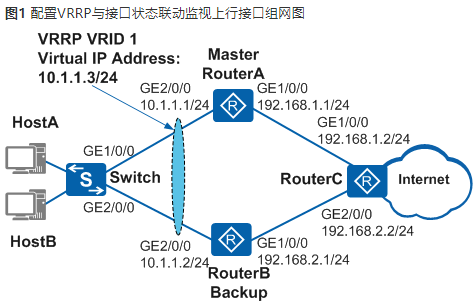 图1 配置VRRP与接口状态联动监视上行接口组网图
VRRP VRID 1
Virtual IP Address:
10.1.1.3/24
Master
RouterA
GE2/0/0
10.1.1.1/24
GE1/0/0
192.168.1.1/24
HostA
GE1/0/0
GE1/0/0
192.168.1.2/24
S
Switch
R
R
RouterC
Internet
GE2/0/0
GE2/0/0
192.168.2.2/24
HostB
GE2/0/0
10.1.1.2/24
R
GE1/0/0
192.168.2.1/24
RouterB
Backup